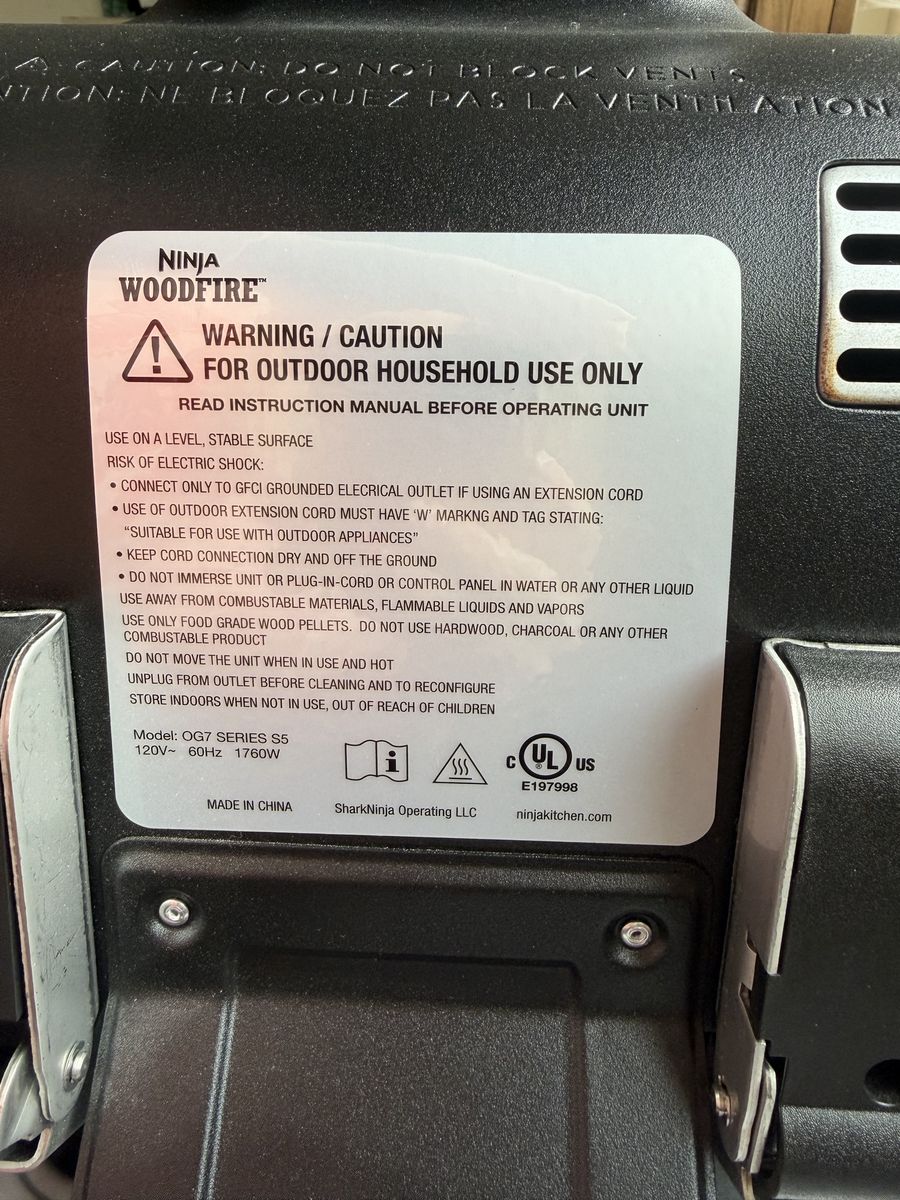 CAUTION: DO NOT BLOCK VENTS
TION: NE BLOQUEZ PAS LA VENTILATION
NINJA
WOODFIRE™
WARNING / CAUTION
FOR OUTDOOR HOUSEHOLD USE ONLY
READ INSTRUCTION MANUAL BEFORE OPERATING UNIT
USE ON A LEVEL, STABLE SURFACE
RISK OF ELECTRIC SHOCK:
• CONNECT ONLY TO GFCI GROUNDED ELECRICAL OUTLET IF USING AN EXTENSION CORD
• USE OF OUTDOOR EXTENSION CORD MUST HAVE 'W' MARKNG AND TAG STATING:
“SUITABLE FOR USE WITH OUTDOOR APPLIANCES”
• KEEP CORD CONNECTION DRY AND OFF THE GROUND
• DO NOT IMMERSE UNIT OR PLUG-IN-CORD OR CONTROL PANEL IN WATER OR ANY OTHER LIQUID
USE AWAY FROM COMBUSTABLE MATERIALS, FLAMMABLE LIQUIDS AND VAPORS
USE ONLY FOOD GRADE WOOD PELLETS. DO NOT USE HARDWOOD, CHARCOAL OR ANY OTHER
COMBUSTABLE PRODUCT
DO NOT MOVE THE UNIT WHEN IN USE AND HOT
UNPLUG FROM OUTLET BEFORE CLEANING AND TO RECONFIGURE
STORE INDOORS WHEN NOT IN USE, OUT OF REACH OF CHILDREN
Model: OG7 SERIES S5
120V~ 60Hz 1760W
C UL® US
E197998
MADE IN CHINA
SharkNinja Operating LLC
ninjakitchen.com